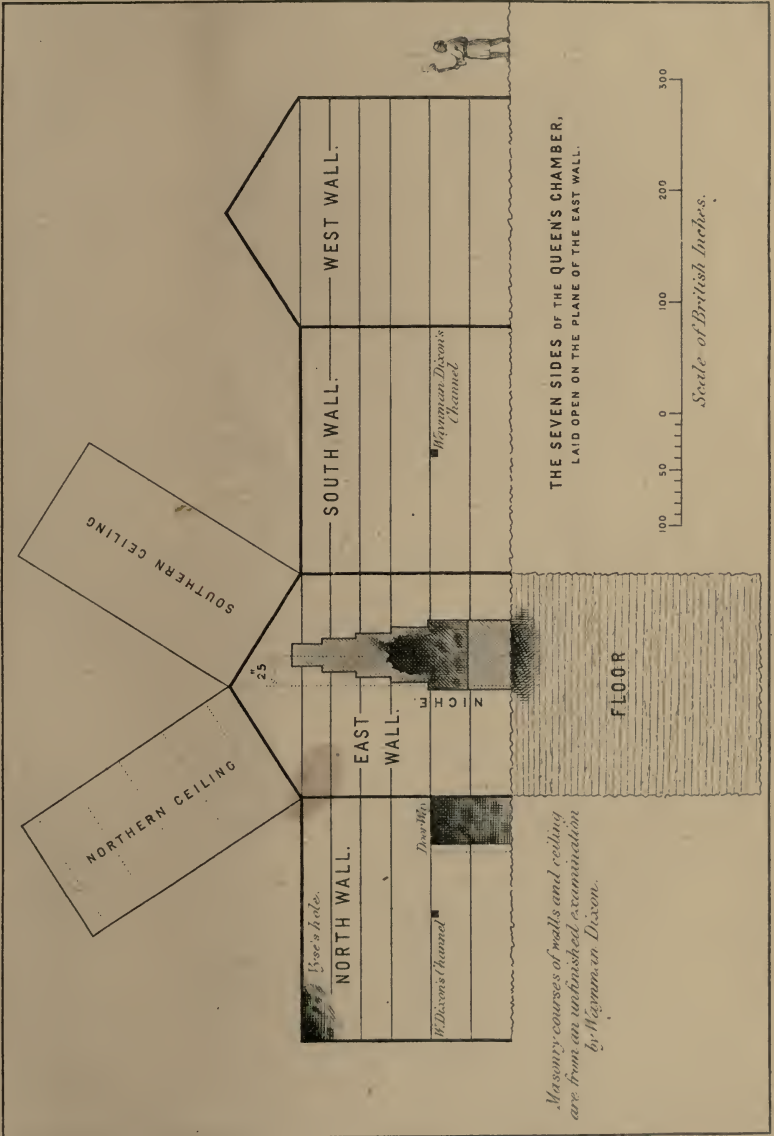 SOUTHERN CEILING
NORTHERN CEILING
25"
Vyse's hole.
NORTH WALL.
EAST
WALL.
SOUTH WALL.
WEST WALL.
Door Way
NICHE
W. Dixon's Channel
Waynman Dixon's
Channel
FLOOR
Masonry courses of walls and ceiling
are from an unfinished examination
by Waynman Dixon.
THE SEVEN SIDES OF THE QUEEN'S CHAMBER,
LAID OPEN ON THE PLANE OF THE EAST WALL.
100 50 0 100 200 300
Scale of British Inches.